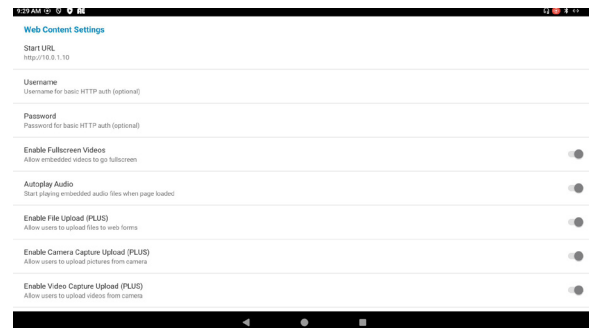 9:29 AM
Web Content Settings
Start URL
http://10.0.1.10
Username
Username for basic HTTP auth (optional)
Password
Password for basic HTTP auth (optional)
Enable Fullscreen Videos
Allow embedded videos to go fullscreen
Autoplay Audio
Start playing embedded audio files when page loaded
Enable File Upload (PLUS)
Allow users to upload files to web forms
Enable Camera Capture Upload (PLUS)
Allow users to upload pictures from camera
Enable Video Capture Upload (PLUS)
Allow users to upload videos from camera